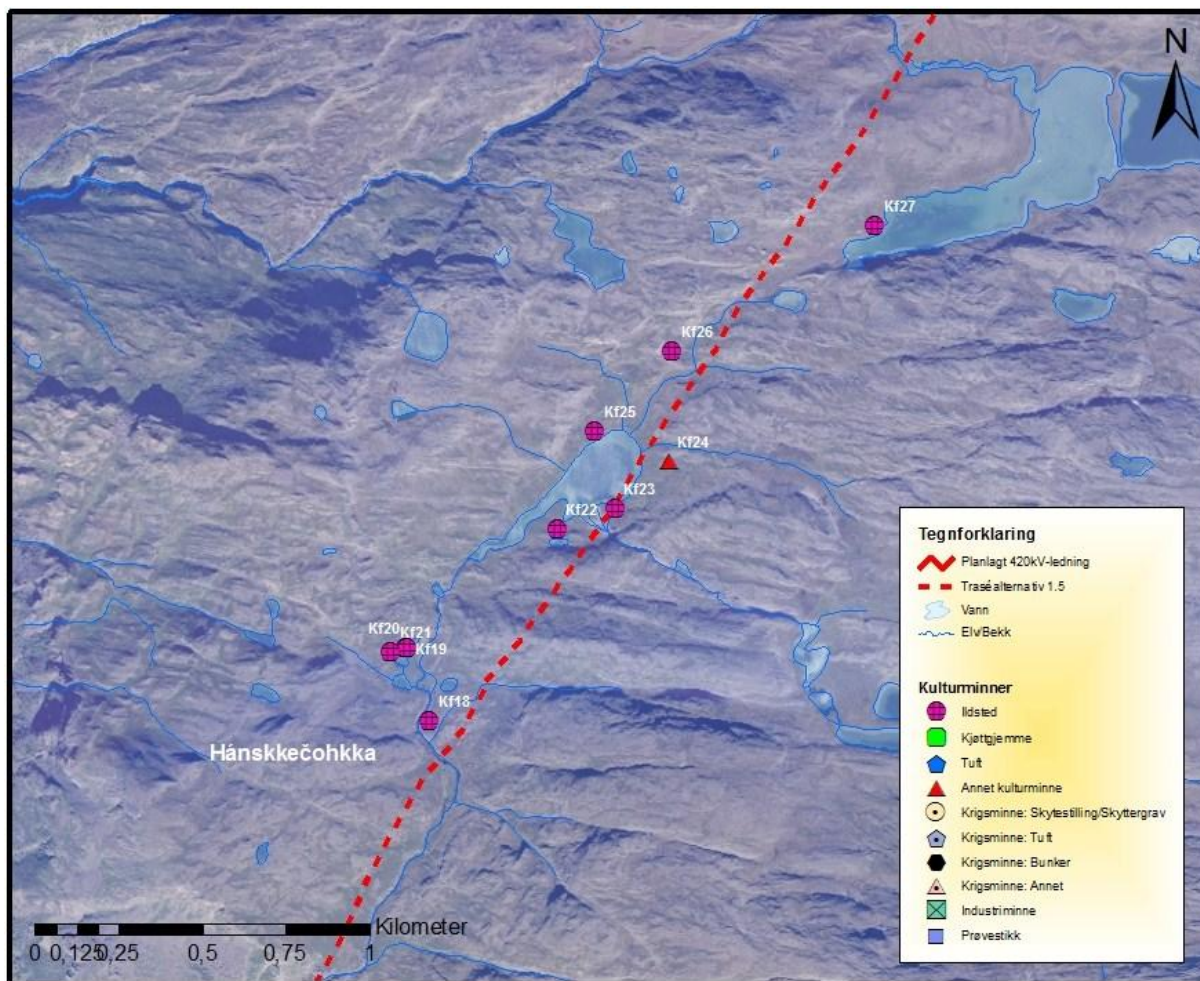 N
Kf27
Kf26
Kf25
Kf24
Kf23
Kf22
Kf20
Kf21
Kf19
Kf18
Hánskkečohkka
Kilometer
0 0,125 0,25 0,5 0,75 1
Tegnforklaring
Planlagt 420kV-ledning
Traséalternativ 1.5
Vann
Elv/Bekk
Kulturminner
Ildsted
Kjøttgjemme
Tuft
Annet kulturminne
Krigsminne: Skytestilling/Skyttergrav
Krigsminne: Tuft
Krigsminne: Bunker
Krigsminne: Annet
Industriminne
Prøvestikk